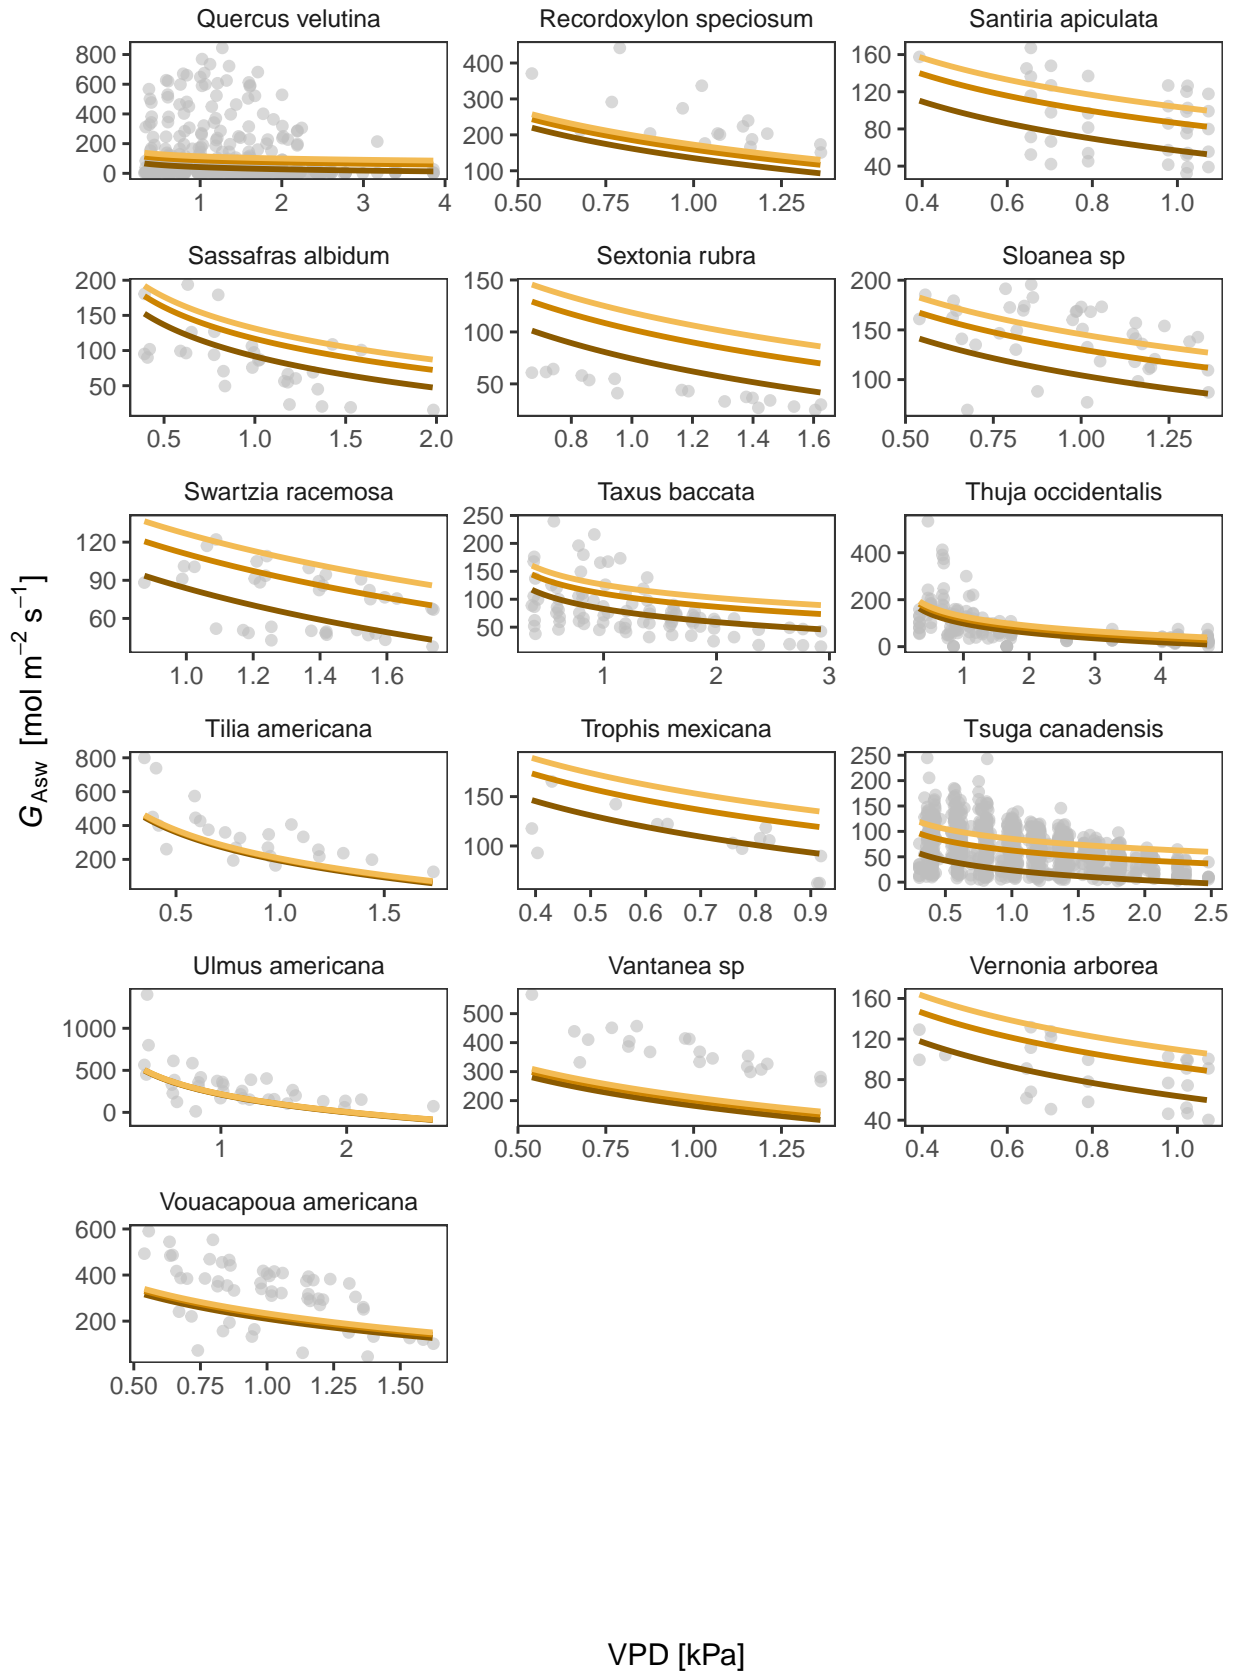 Quercus velutina
Recordoxylon speciosum
Santiria apiculata
800
600
400
200
0
1 2 3 4
400
300
200
100
0.50 0.75 1.00 1.25
160
120
80
40
0.4 0.6 0.8 1.0
Sassafras albidum
Sextonia rubra
Sloanea sp
200
150
100
50
0.5 1.0 1.5 2.0
150
100
50
0.8 1.0 1.2 1.4 1.6
200
150
100
0.50 0.75 1.00 1.25
Swartzia racemosa
Taxus baccata
Thuja occidentalis
120
90
60
1.0 1.2 1.4 1.6
250
200
150
100
50
1 2 3
400
200
0
1 2 3 4
G_Asw [mol m⁻² s⁻¹]
Tilia americana
Trophis mexicana
Tsuga canadensis
800
600
400
200
0.5 1.0 1.5
150
100
0.4 0.5 0.6 0.7 0.8 0.9
250
200
150
100
50
0
0.5 1.0 1.5 2.0 2.5
Ulmus americana
Vantanea sp
Vernonia arborea
1000
500
0
1 2
500
400
300
200
0.50 0.75 1.00 1.25
160
120
80
40
0.4 0.6 0.8 1.0
Vouacapoua americana
600
400
200
0.50 0.75 1.00 1.25 1.50
VPD [kPa]